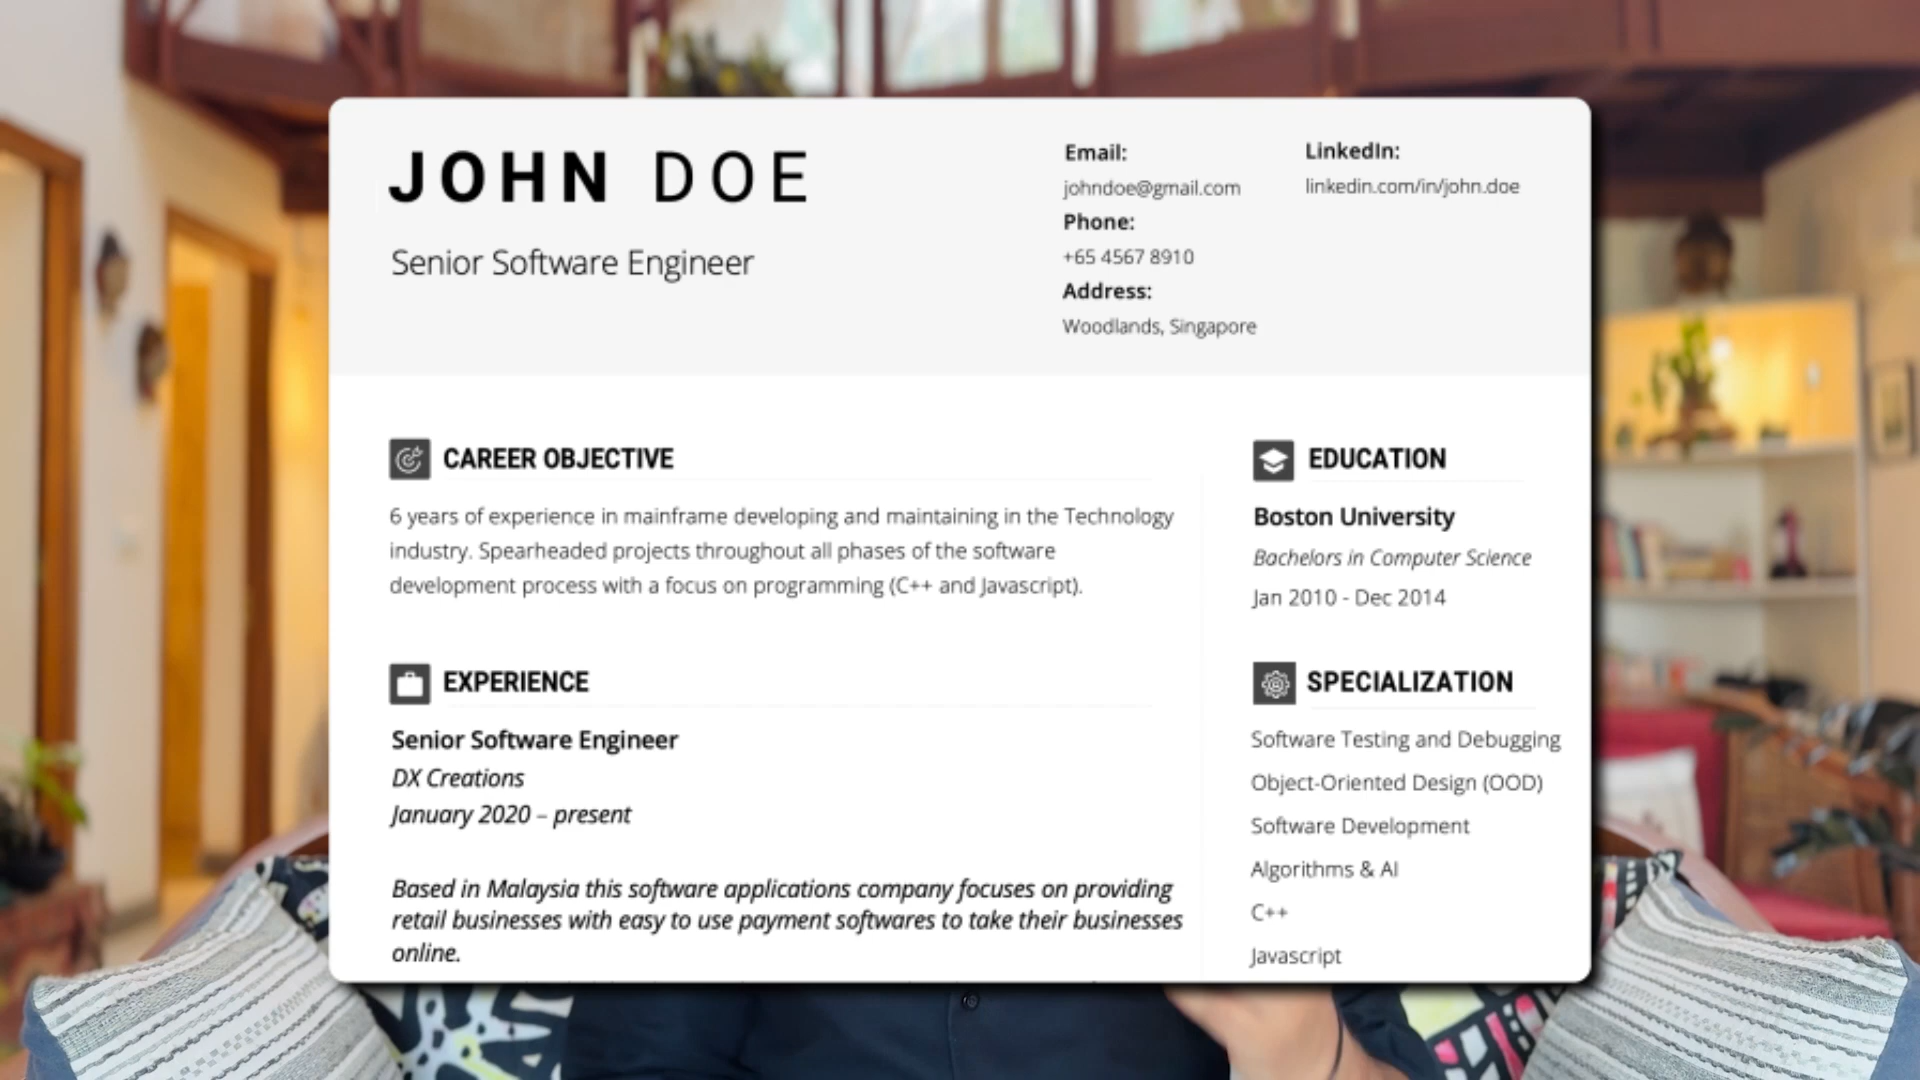 JOHN DOE
Senior Software Engineer
Email:
johndoe@gmail.com
Phone:
+65 4567 8910
Address:
Woodlands, Singapore
LinkedIn:
linkedin.com/in/john.doe
CAREER OBJECTIVE
6 years of experience in mainframe developing and maintaining in the Technology
industry. Spearheaded projects throughout all phases of the software
development process with a focus on programming (C++ and Javascript).
EXPERIENCE
Senior Software Engineer
DX Creations
January 2020 – present
Based in Malaysia this software applications company focuses on providing
retail businesses with easy to use payment softwares to take their businesses
online.
EDUCATION
Boston University
Bachelors in Computer Science
Jan 2010 - Dec 2014
SPECIALIZATION
Software Testing and Debugging
Object-Oriented Design (OOD)
Software Development
Algorithms & AI
C++
Javascript